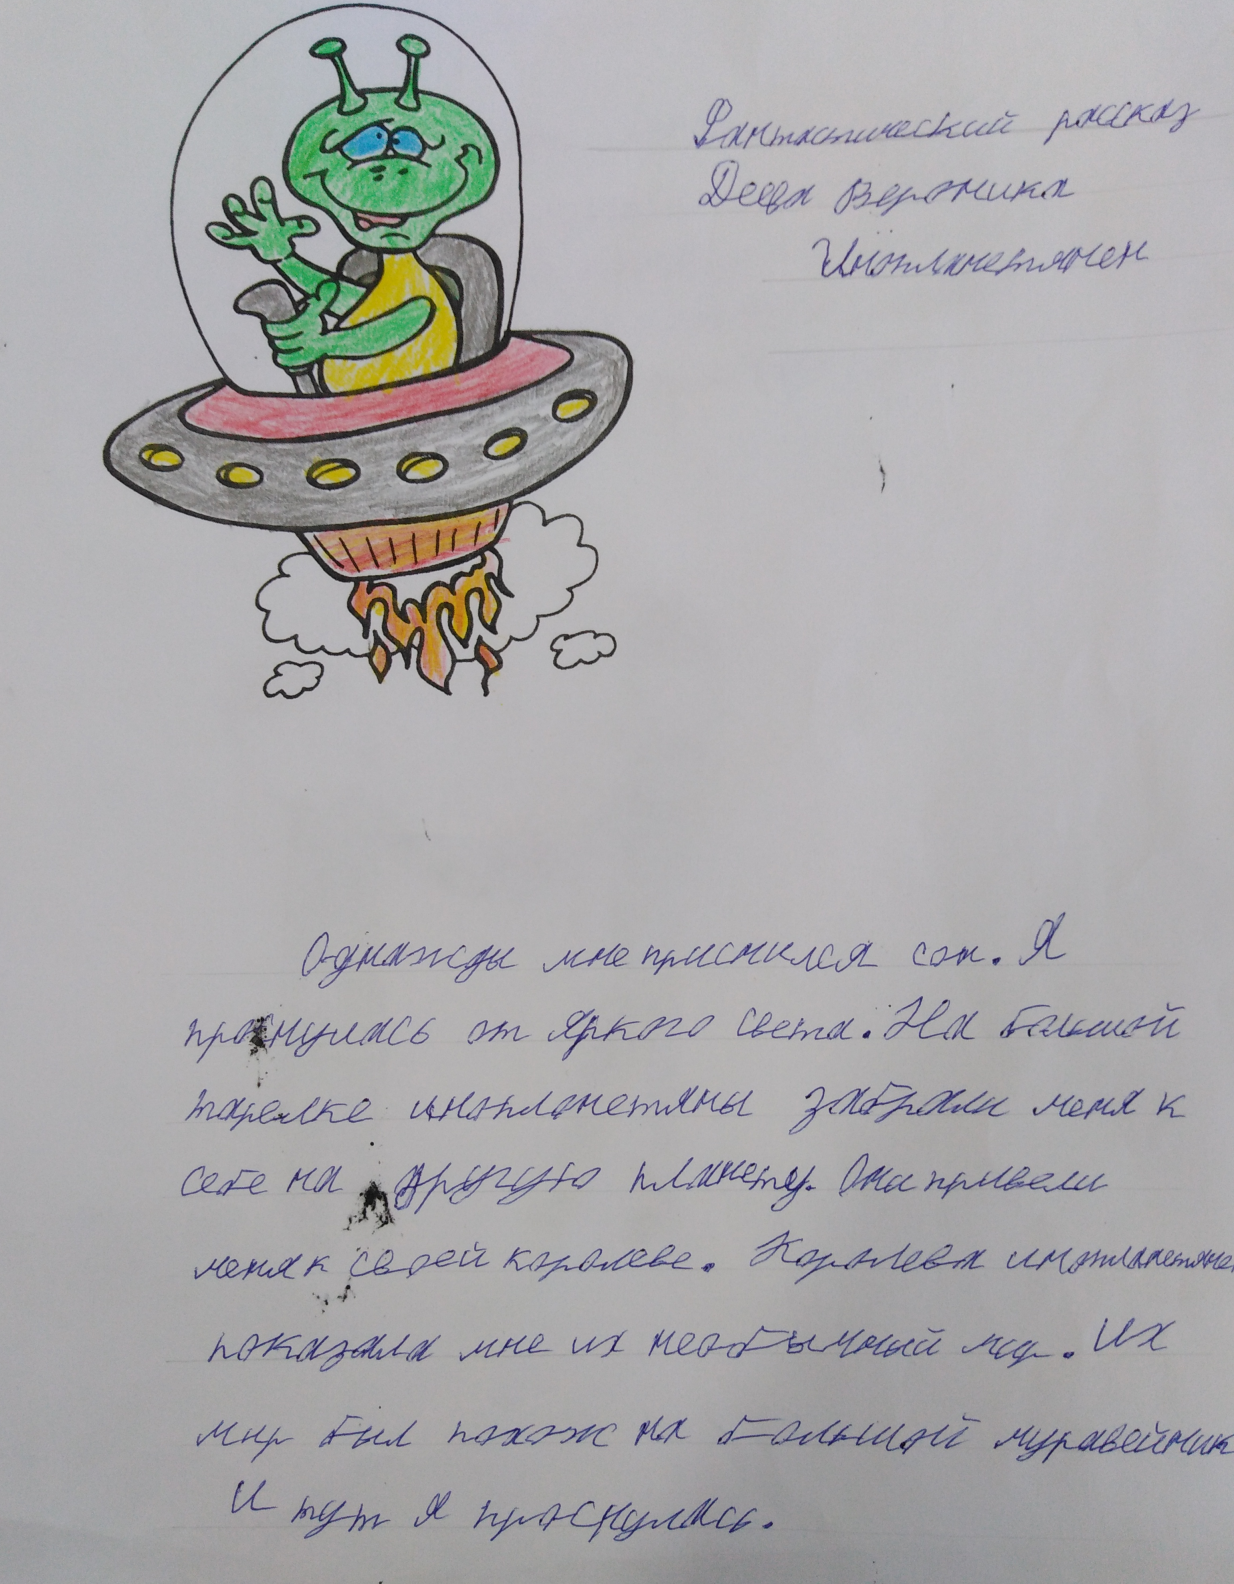 Фантастический рассказ
Деева Вероника
Инопланетянен
Однажды мне приснился сон. Я
проснулась от яркого света. На большой
тарелке инопланетяны забрали меня к
себе на другую планету. Они привели
меня к своей королеве. Королева инопланетяне
показала мне их необычный мир. Их
мир был похож на большой муравейник
И тут я проснулась.